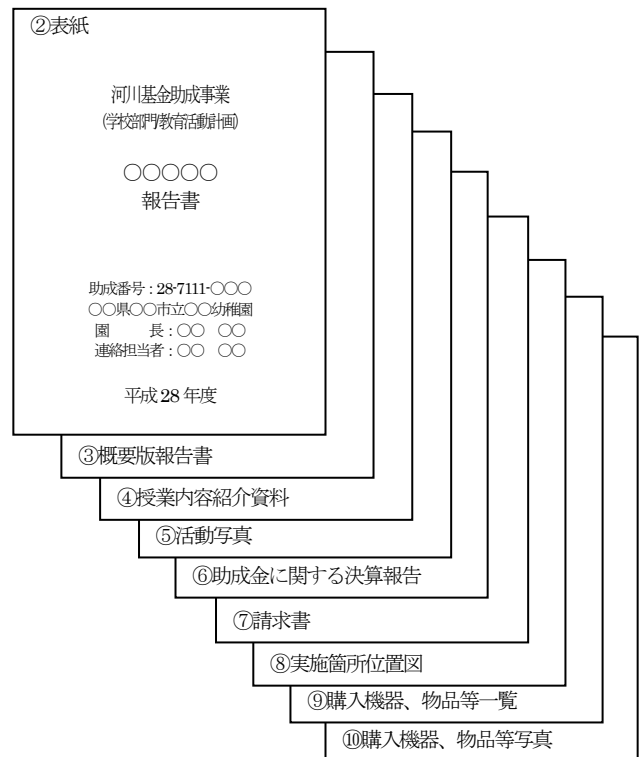 ②表紙
河川基金助成事業
(学校部門/教育活動計画)
○○○○○
報告書
助成番号：28-7111-○○○
○○県○○市立○○幼稚園
園　　長：○○　○○
連絡担当者：○○　○○
平成 28 年度
③概要版報告書
④授業内容紹介資料
⑤活動写真
⑥助成金に関する決算報告
⑦請求書
⑧実施箇所位置図
⑨購入機器、物品等一覧
⑩購入機器、物品等写真